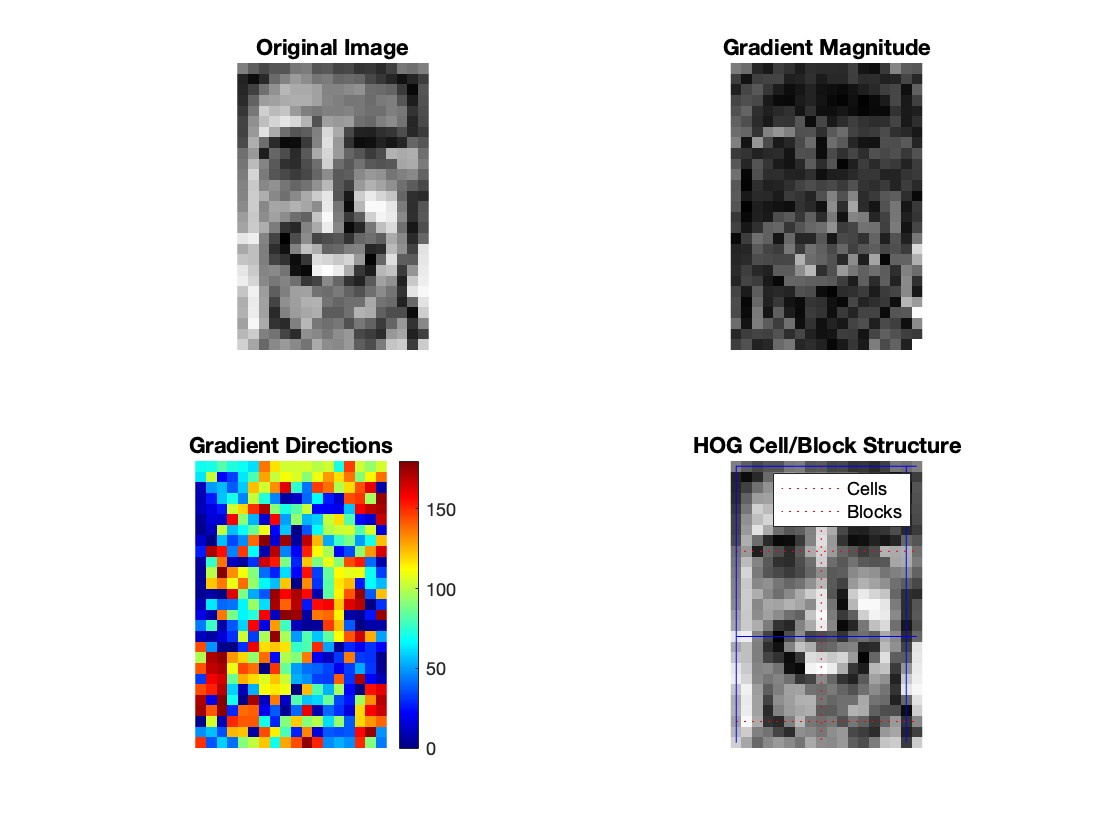 Original Image
Gradient Magnitude
Gradient Directions
150
100
50
0
HOG Cell/Block Structure
Cells
Blocks